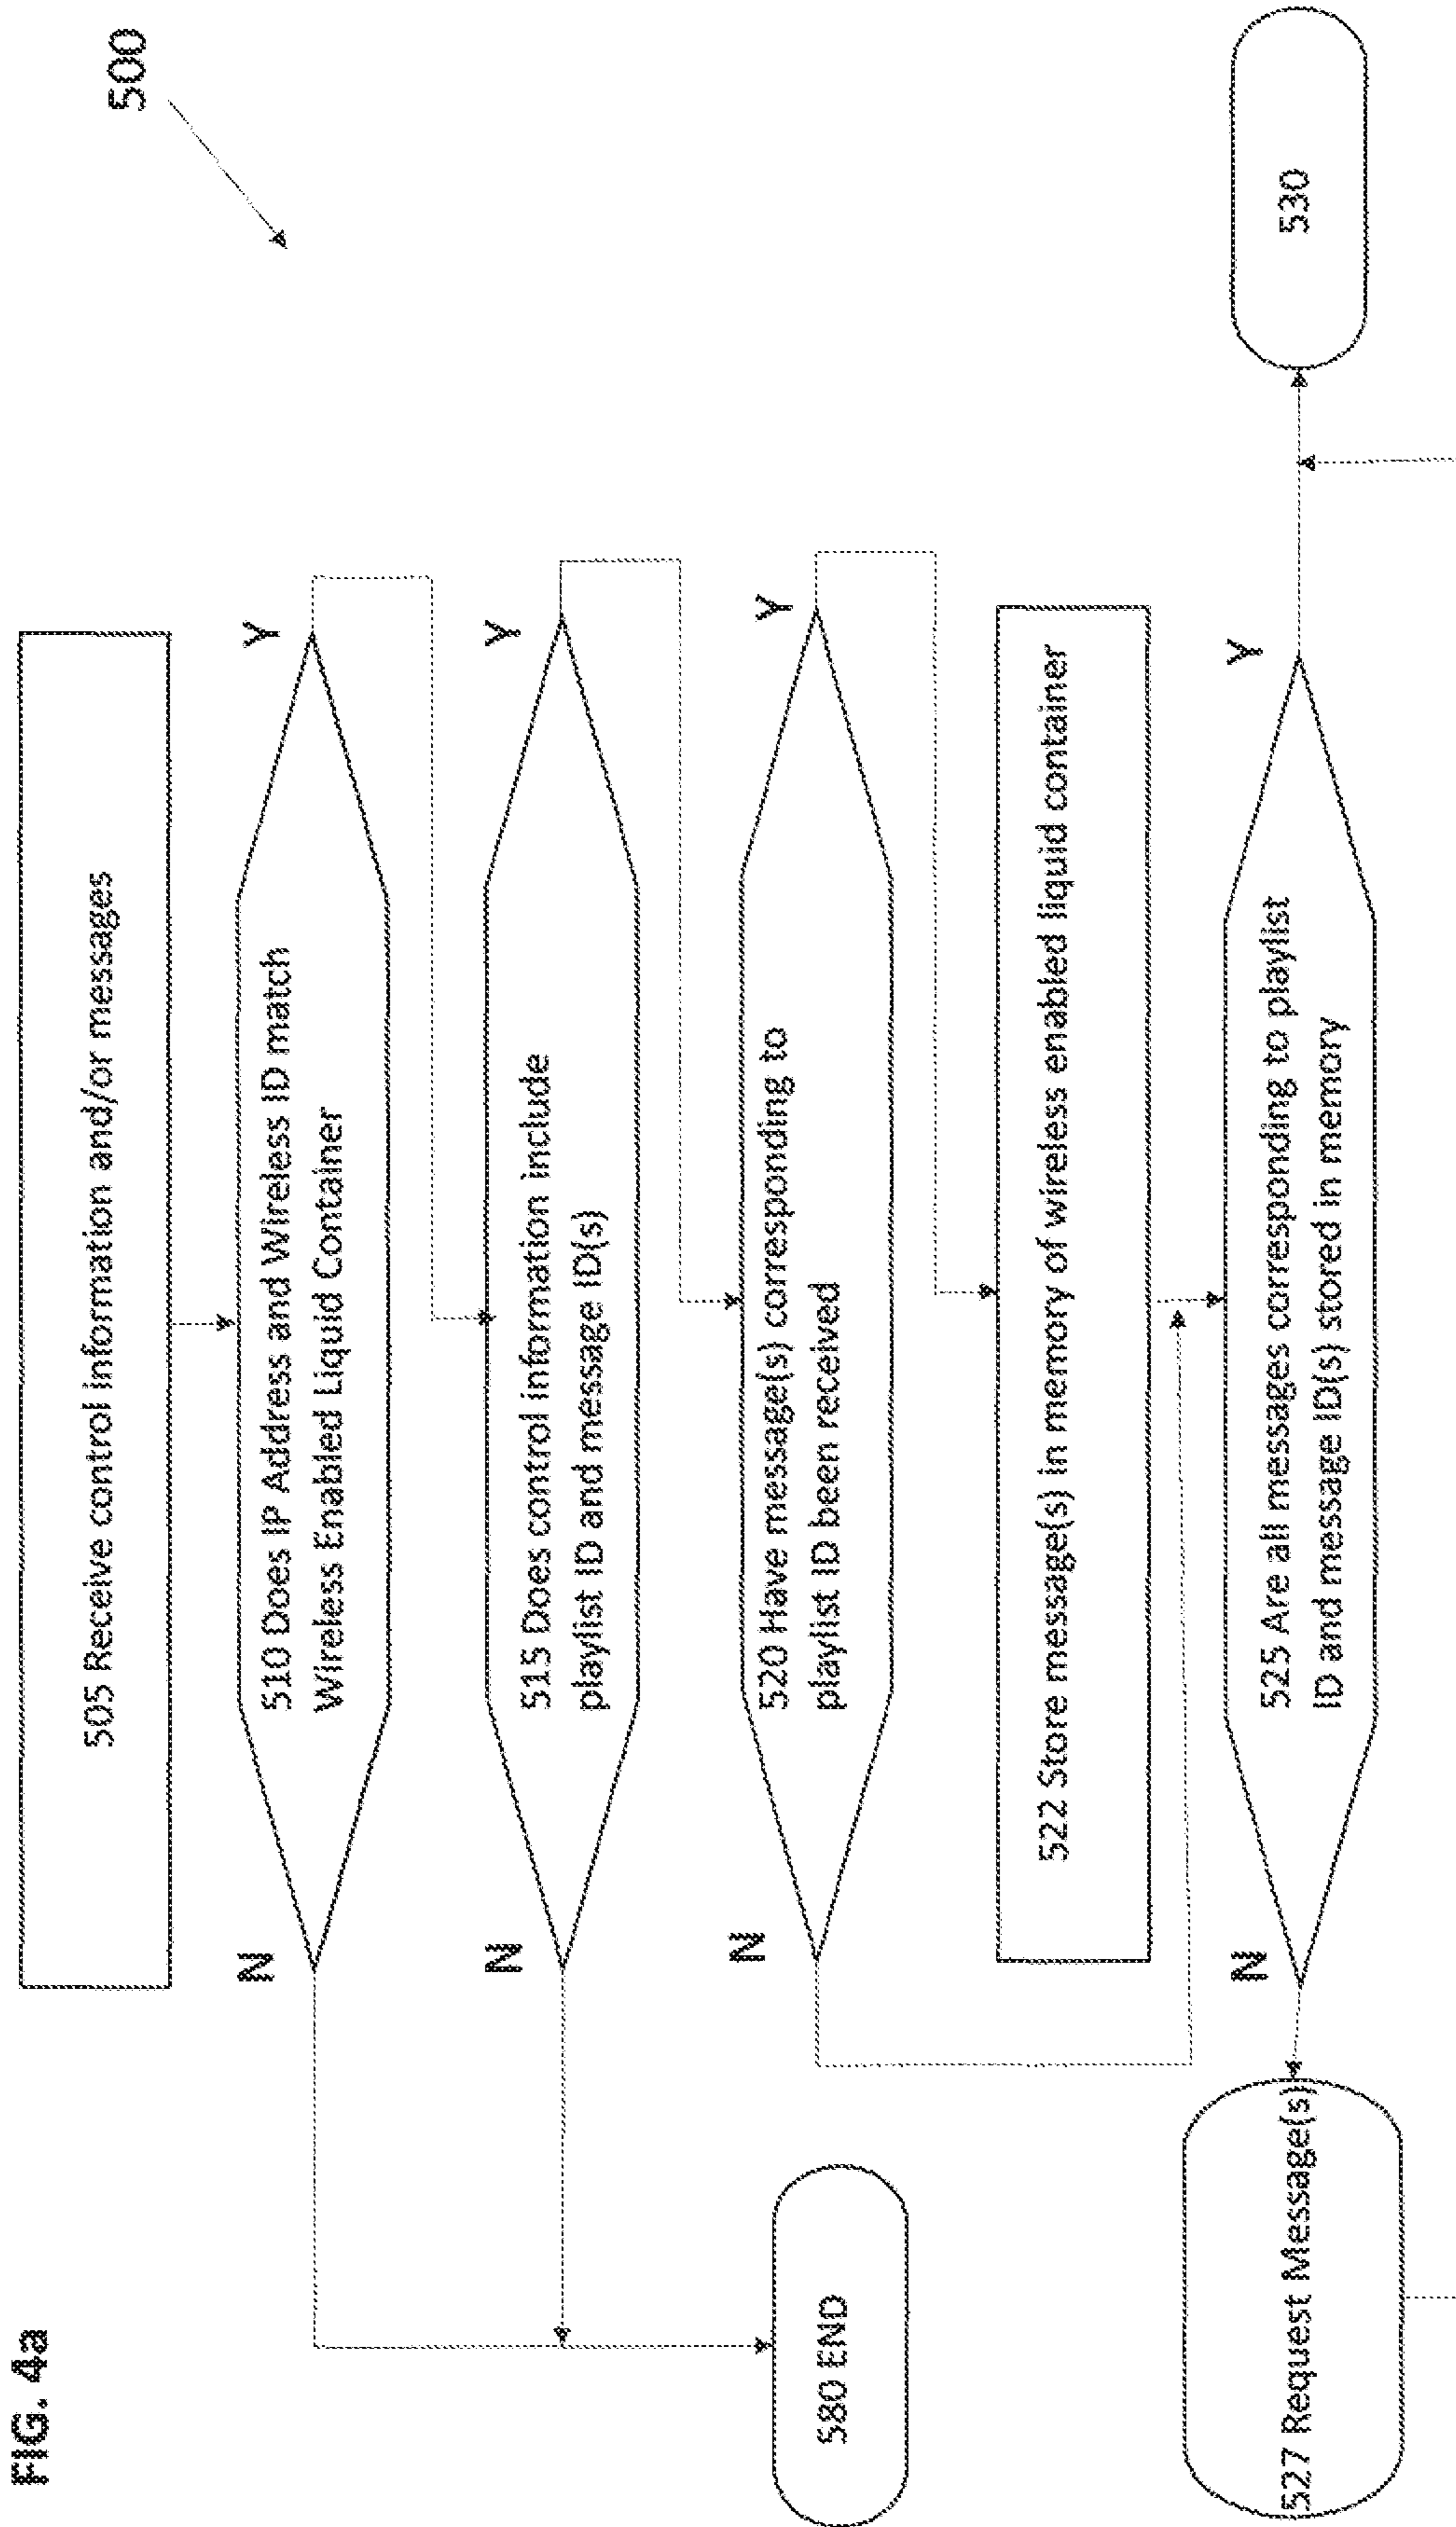 FIG. 4a
500
505 Receive control information and/or messages
510 Does IP Address and Wireless ID match
Wireless Enabled Liquid Container
N
Y
515 Does control information include
playlist ID and message ID(s)
N
Y
520 Have message(s) corresponding to
playlist ID been received
N
Y
580 END
522 Store message(s) in memory of wireless enabled liquid container
525 Are all messages corresponding to playlist
ID and message ID(s) stored in memory
N
Y
527 Request Message(s)
530